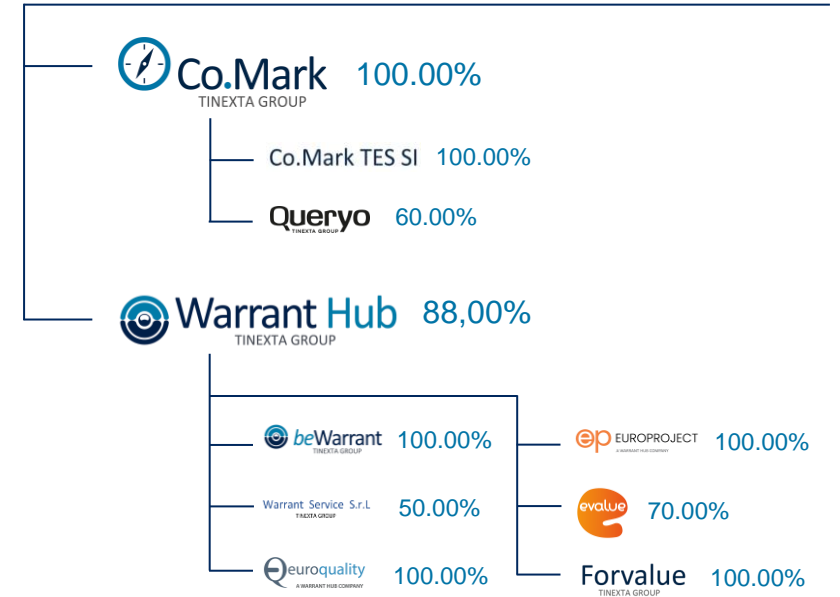 Co.Mark 100.00%
TINEXTA GROUP
Co.Mark TES SI 100.00%
Queryo 60.00%
TINEXTA GROUP
Warrant Hub 88,00%
TINEXTA GROUP
beWarrant 100.00%
TINEXTA GROUP
ep EUROPROJECT 100.00%
A WARRANT HUB COMPANY
Warrant Service S.r.L 50.00%
TINEXTA GROUP
evalue 70.00%
euroquality 100.00%
A WARRANT HUB COMPANY
Forvalue 100.00%
TINEXTA GROUP